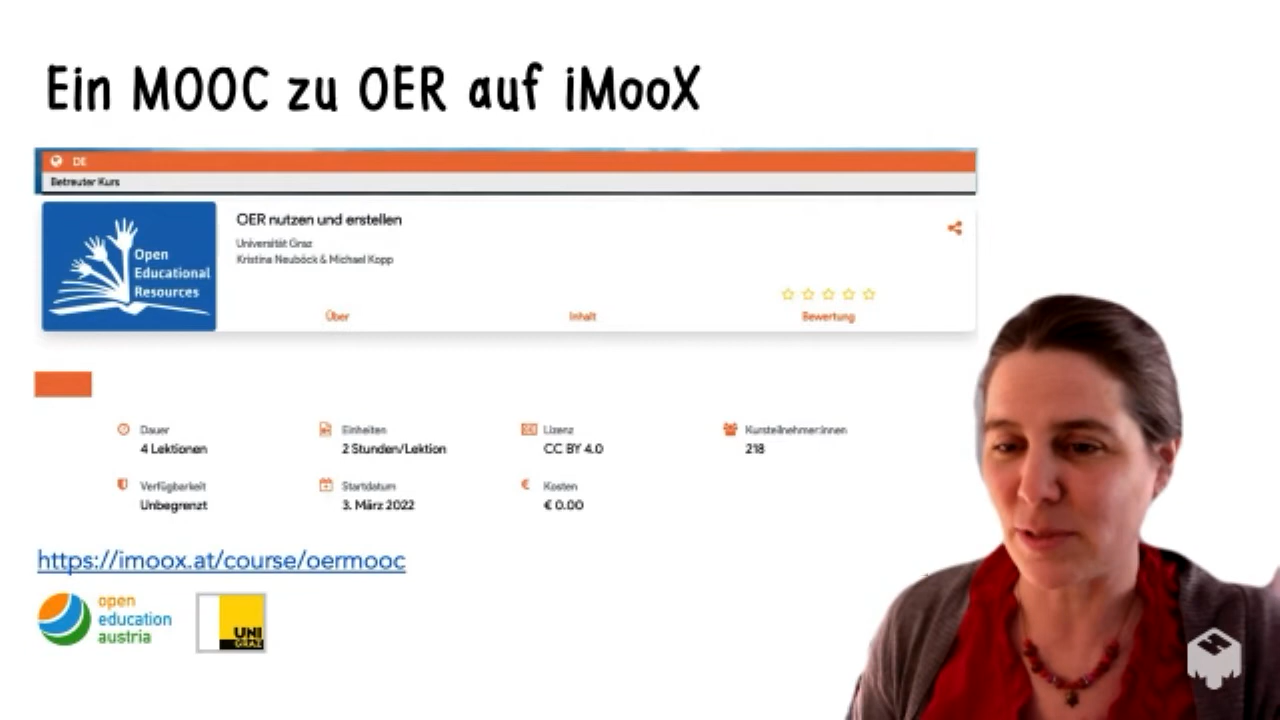 Ein MOOC zu OER auf iMooX
DE
Betreuter Kurs
OER nutzen und erstellen
Universität Graz
Kristina Neuböck & Michael Kopp
Open
Educational
Resources
Über
Inhalt
Bewertung
Dauer
4 Lektionen
Einheiten
2 Stunden/Lektion
Lizenz
CC BY 4.0
Kursteilnehmer:innen
218
Verfügbarkeit
Unbegrenzt
Startdatum
3. März 2022
Kosten
€ 0.00
https://imoox.at/course/oermooc
open
education
austria
UNI
GRAZ